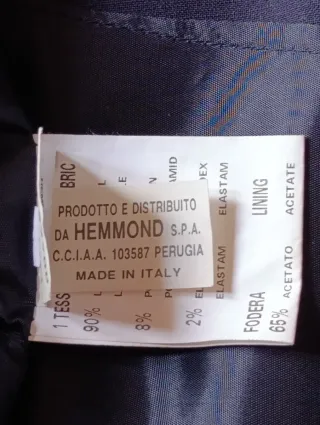 PRODOTTO E DISTRIBUITO
DA HEMMOND S.P.A.
C.C.I.A.A. 103587 PERUGIA
MADE IN ITALY
1 TESS
BRIC
90%
8%
2%
ELASTAM
ELASTAM
FODERA LINING
65% ACETATO ACETATE